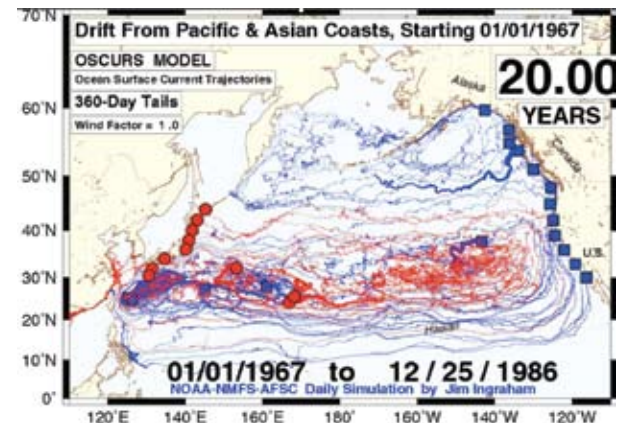 Drift From Pacific & Asian Coasts, Starting 01/01/1967
OSCURS MODEL
Ocean Surface Current Trajectories
360-Day Tails
Wind Factor = 1.0
20.00
YEARS
Alaska
Canada
U.S.
Hawaii
01/01/1967 to 12 / 25 / 1986
NOAA-NMFS-AFSC Daily Simulation by Jim Ingraham
70°N
60°N
50°N
40°N
30°N
20°N
10°N
0°
120°E 140°E 160°E 180° 160°W 140°W 120°W